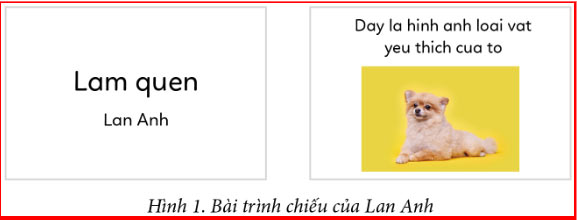 Lam quen
Lan Anh
Day la hinh anh loai vat
yeu thich cua to
Hình 1. Bài trình chiếu của Lan Anh